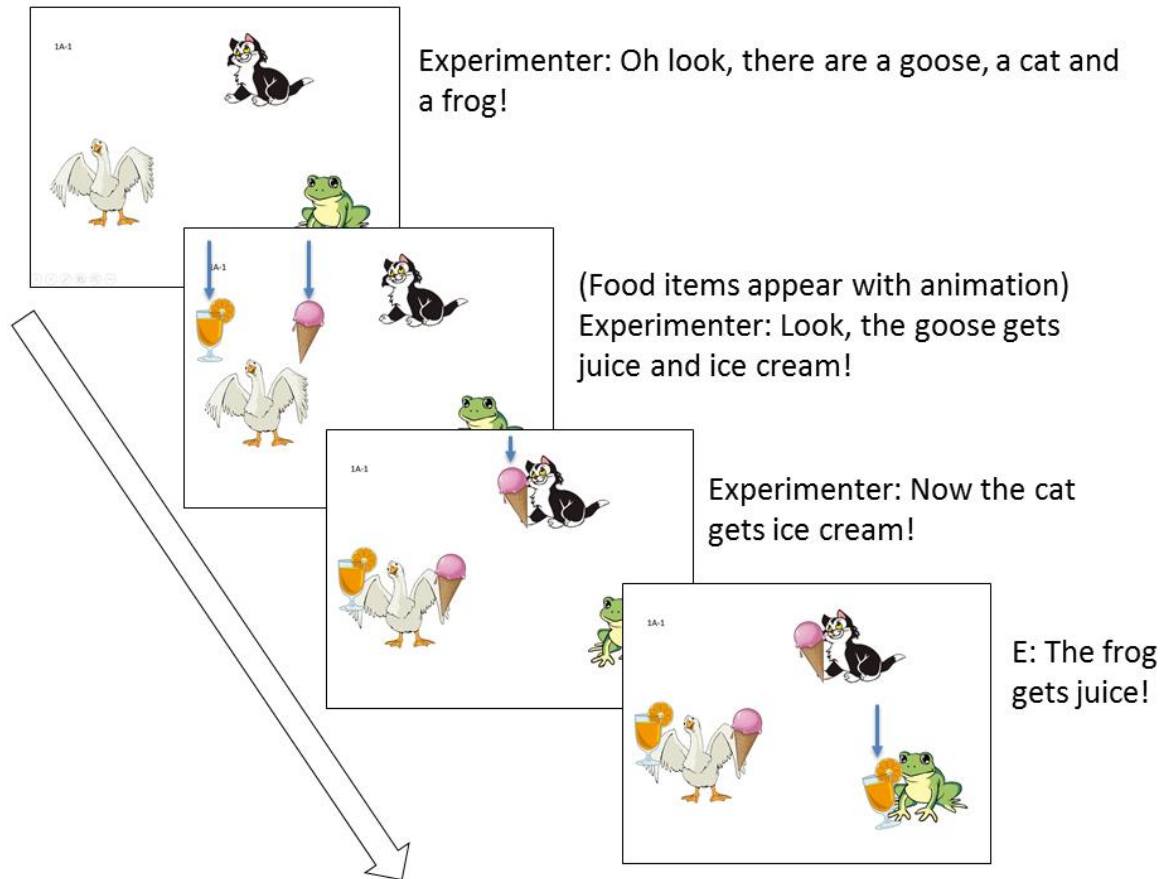 1A-1
Experimenter: Oh look, there are a goose, a cat and
a frog!
1A-1
(Food items appear with animation)
Experimenter: Look, the goose gets
juice and ice cream!
1A-1
Experimenter: Now the cat
gets ice cream!
1A-1
E: The frog
gets juice!